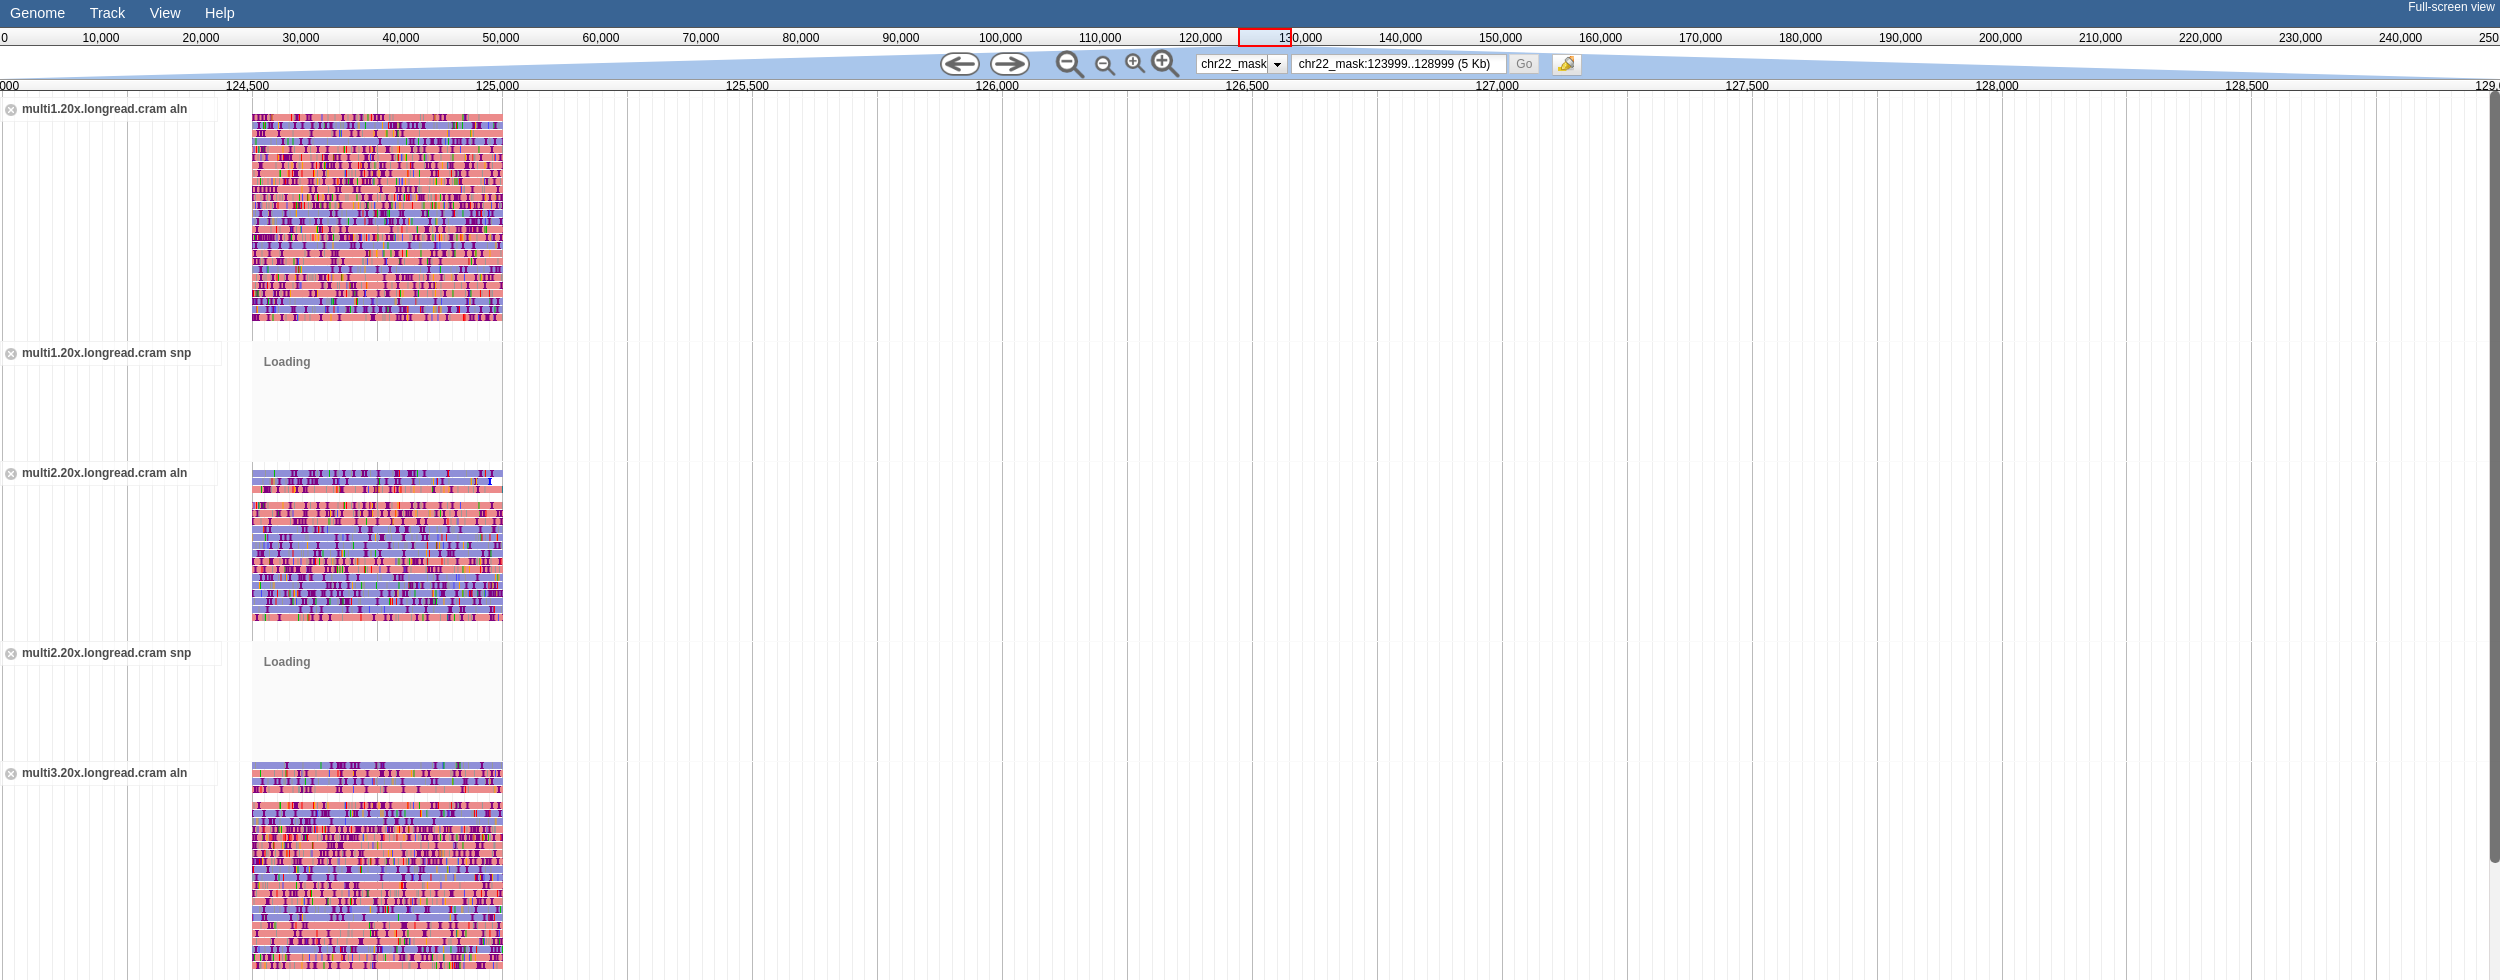 Genome Track View Help Full-screen view
0 10,000 20,000 30,000 40,000 50,000 60,000 70,000 80,000 90,000 100,000 110,000 120,000 130,000 140,000 150,000 160,000 170,000 180,000 190,000 200,000 210,000 220,000 230,000 240,000 250
chr22_mask chr22_mask:123999..128999 (5 Kb) Go
000 124,500 125,000 125,500 126,000 126,500 127,000 127,500 128,000 128,500 129,
multi1.20x.longread.cram aln
multi1.20x.longread.cram snp
Loading
multi2.20x.longread.cram aln
multi2.20x.longread.cram snp
Loading
multi3.20x.longread.cram aln